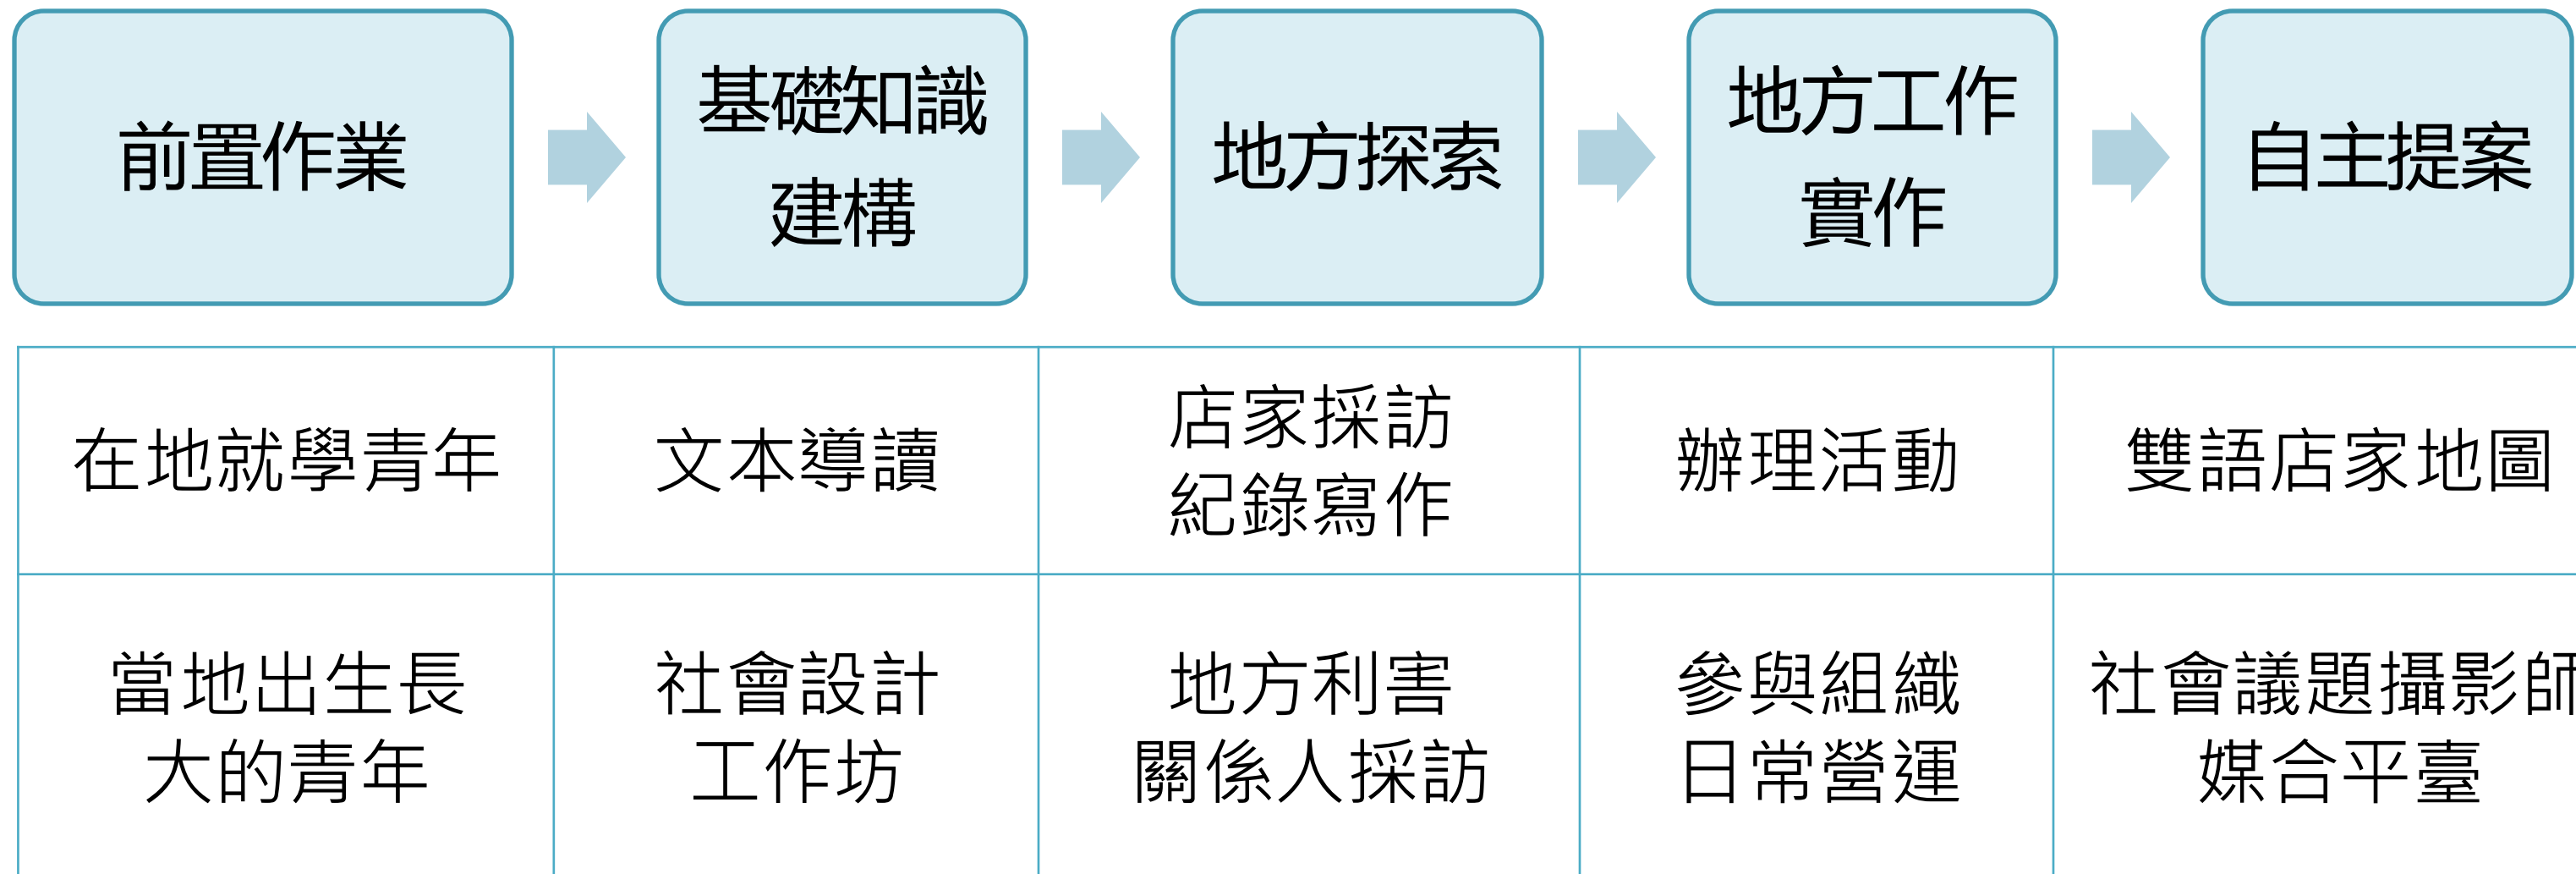 前置作業
基礎知識
建構
地方探索
地方工作
實作
自主提案
在地就學青年
文本導讀
店家採訪
紀錄寫作
辦理活動
雙語店家地圖
當地出生長
大的青年
社會設計
工作坊
地方利害
關係人採訪
參與組織
日常營運
社會議題攝影師
媒合平臺